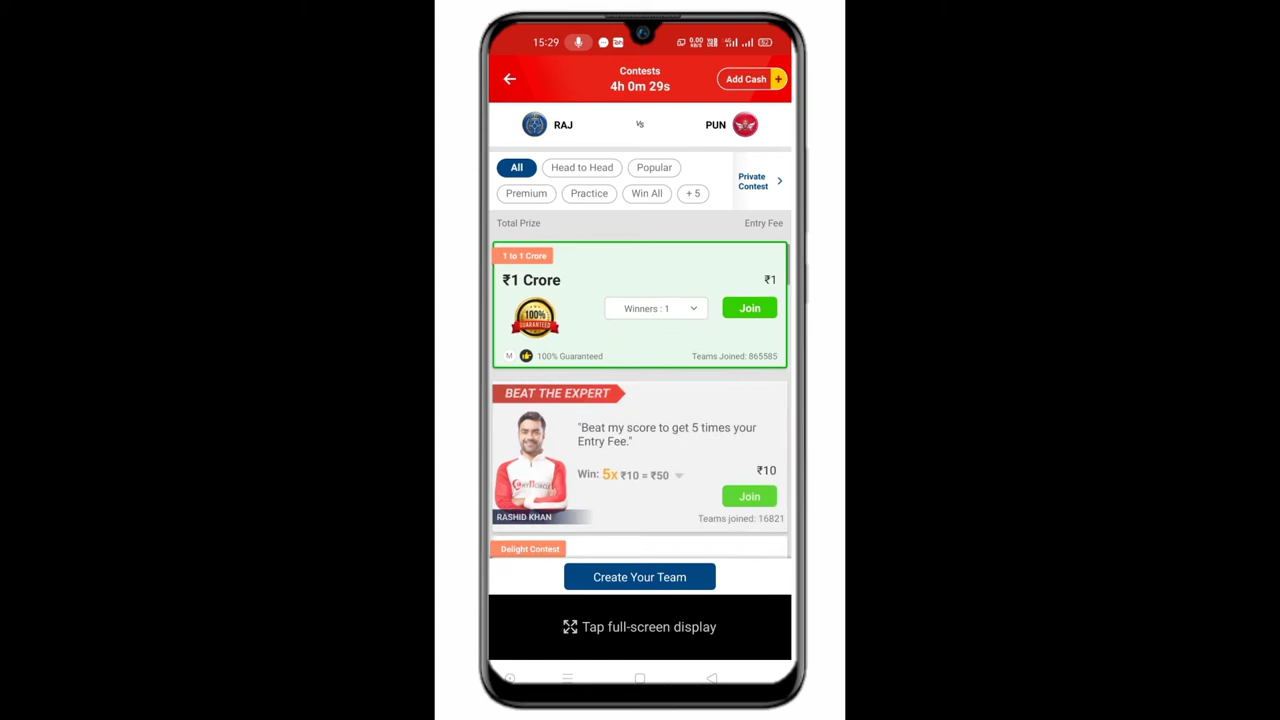 15:29
0.00 KB/S
4G
Contests
4h 0m 29s
Add Cash +
RAJ
Vs
PUN
All
Head to Head
Popular
Premium
Practice
Win All
+ 5
Private
Contest
Total Prize
Entry Fee
1 to 1 Crore
₹1 Crore
₹1
100%
GUARANTEED
Winners : 1
Join
M
100% Guaranteed
Teams Joined: 865585
BEAT THE EXPERT
"Beat my score to get 5 times your
Entry Fee."
Win: 5x ₹10 = ₹50
₹10
Join
RASHID KHAN
Teams joined: 16821
Delight Contest
Create Your Team
Tap full-screen display